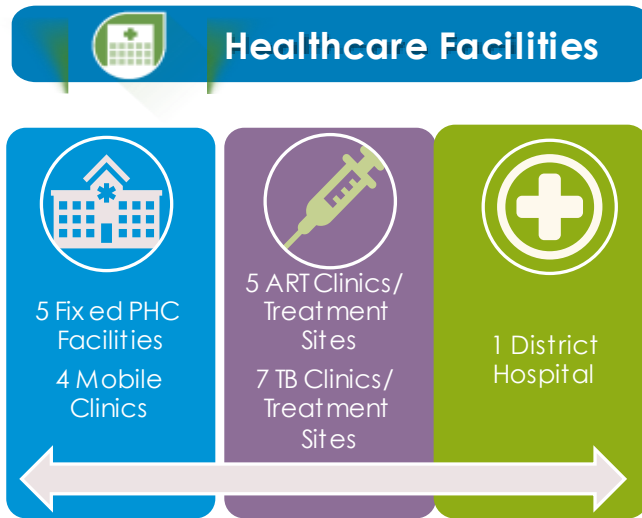 Healthcare Facilities
5 Fixed PHC
Facilities
4 Mobile
Clinics
5 ART Clinics/
Treatment
Sites
7 TB Clinics/
Treatment
Sites
1 District
Hospital